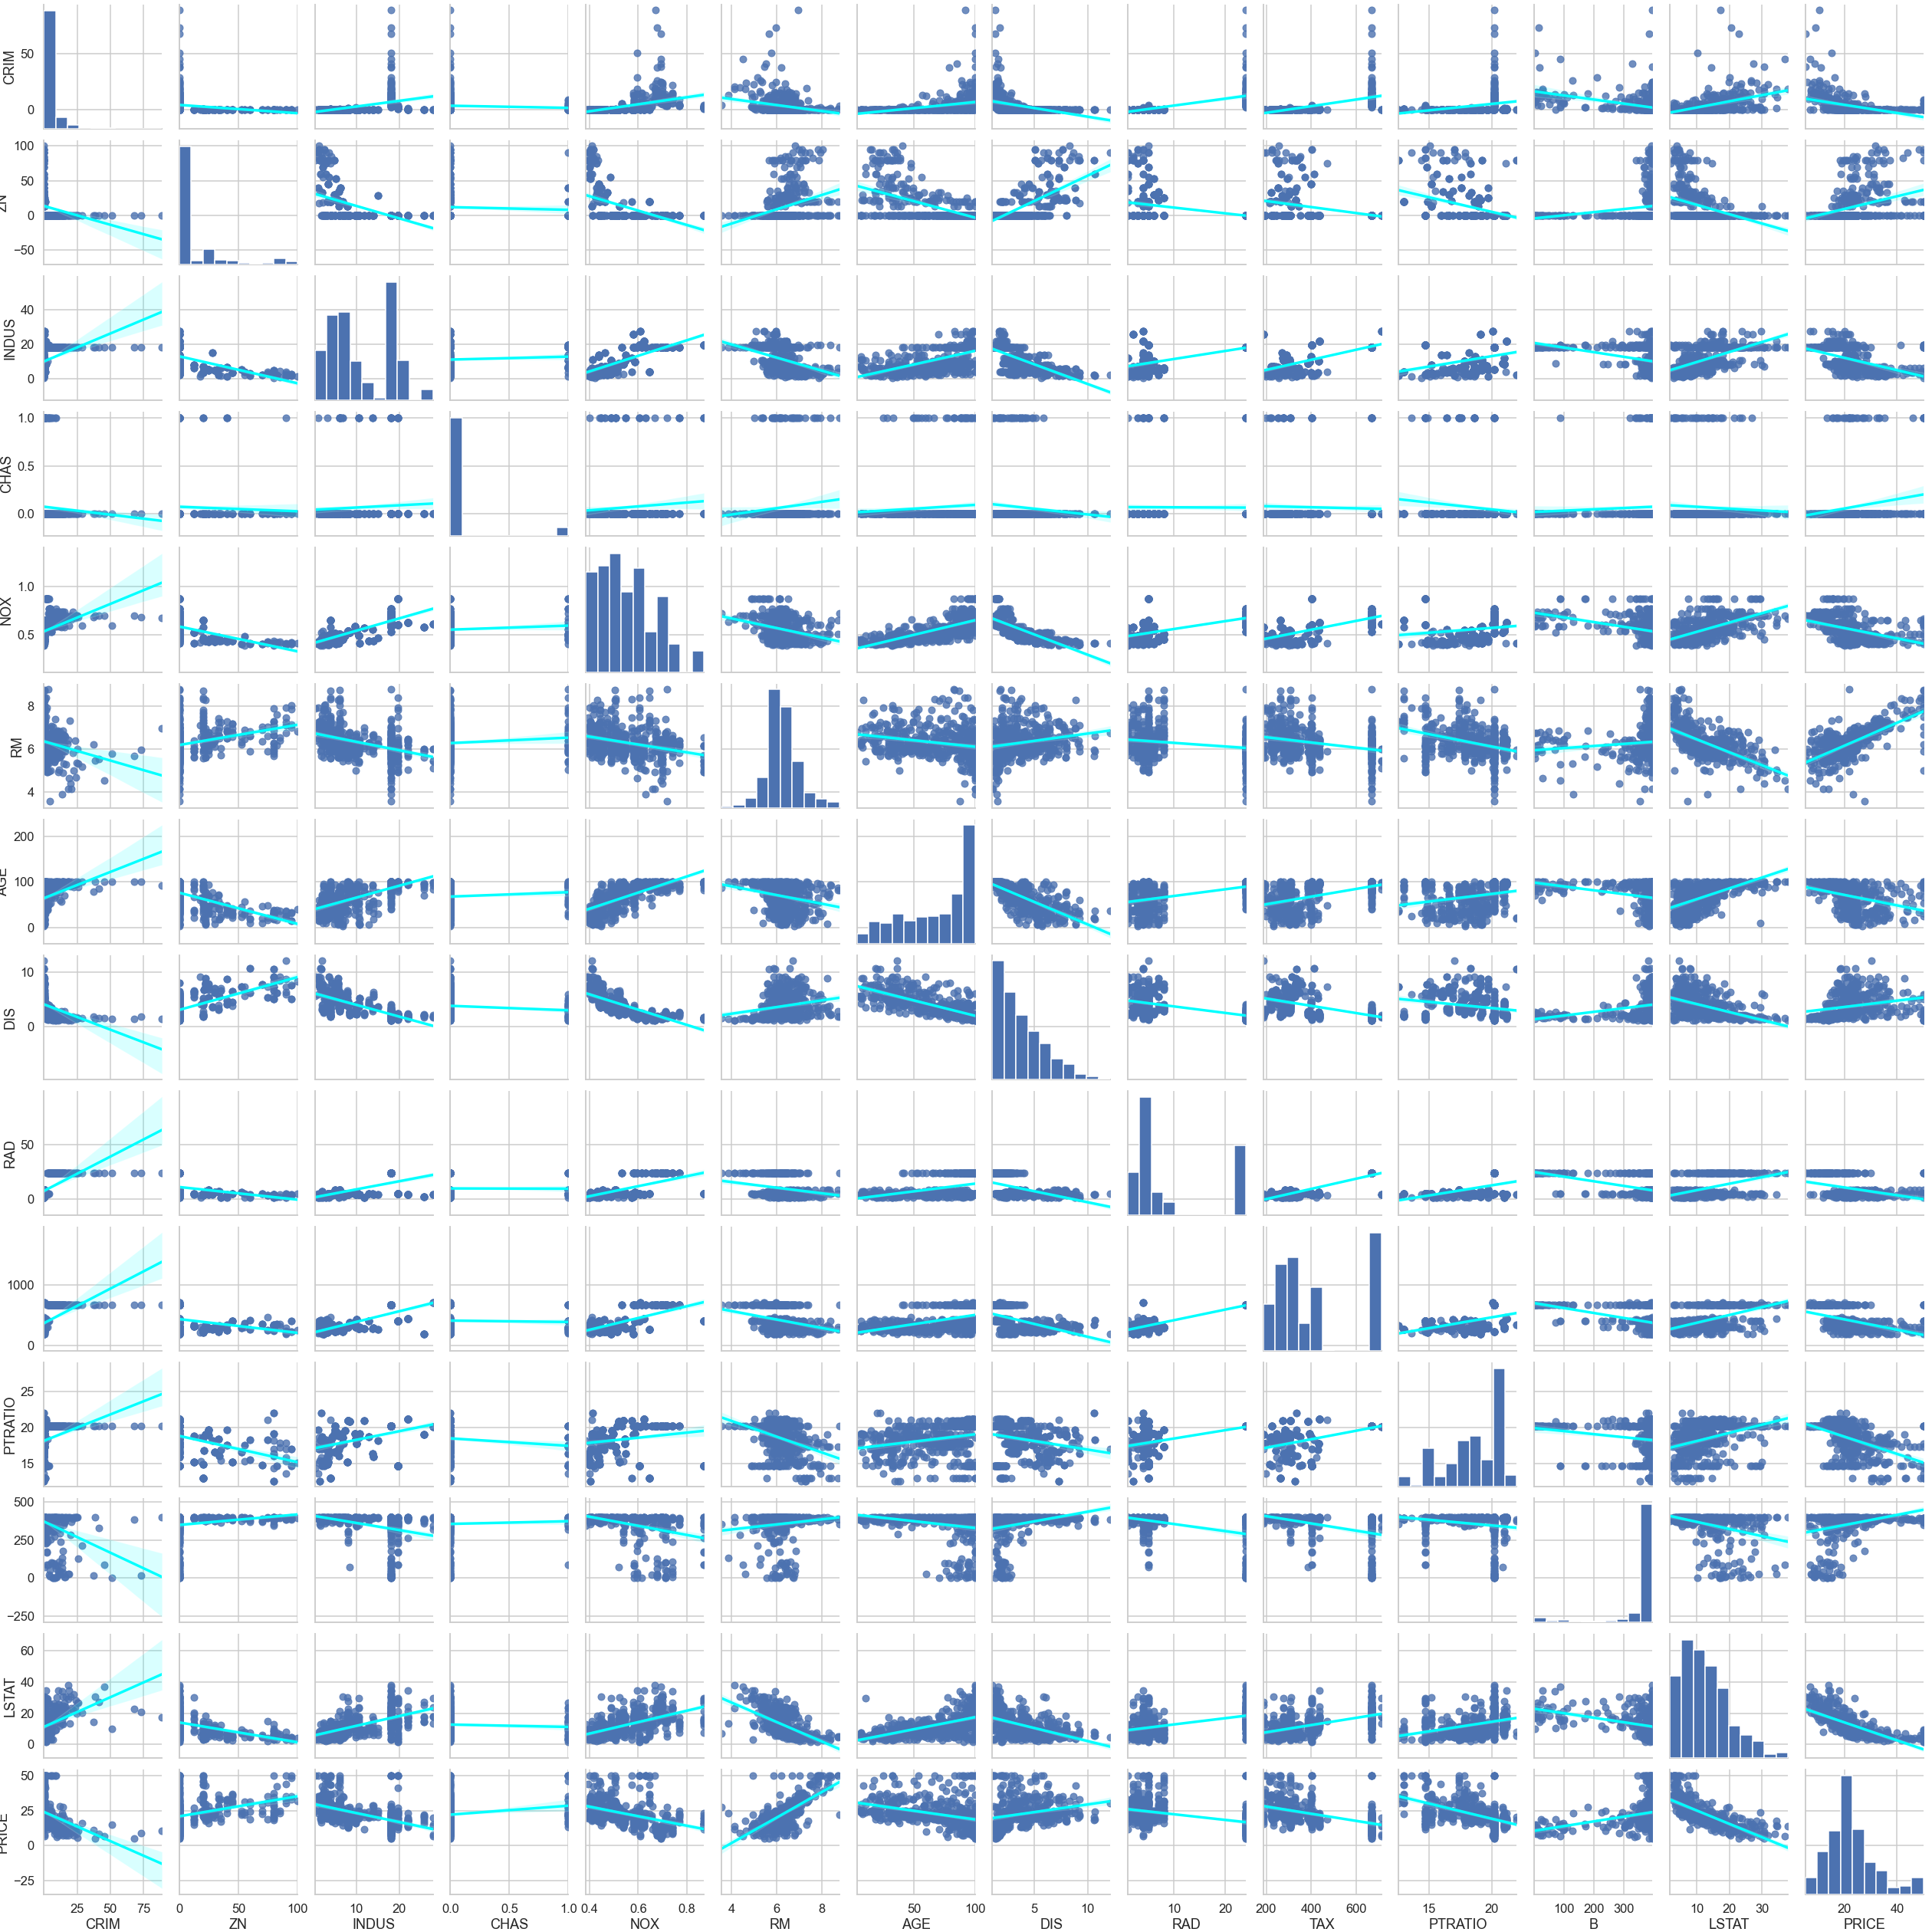 CRIM
50
0
ZN
100
50
0
−50
INDUS
40
20
0
CHAS
1.0
0.5
0.0
NOX
1.0
0.5
RM
8
6
4
AGE
200
100
0
DIS
10
0
RAD
50
0
1000
0
PTRATIO
25
20
15
500
250
0
−250
LSTAT
60
40
20
0
PRICE
50
25
0
−25
25 50 75 0 50 100 10 20 0.0 0.5 1.0 0.4 0.6 0.8 4 6 8 50 100 5 10 10 20 200 400 600 15 20 0 100 200 300 10 20 30 20 40
CRIM ZN INDUS CHAS NOX RM AGE DIS RAD TAX PTRATIO B LSTAT PRICE